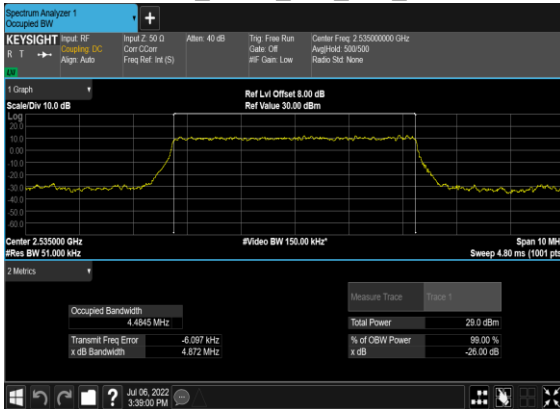 Spectrum Analyzer 1
Occupied BW
KEYSIGHT
R T
LW
Input: RF
Coupling: DC
Align: Auto
Input Z: 50 Ω
Corr CCorr
Freq Ref: Int (S)
Atten: 40 dB
Trig: Free Run
Gate: Off
#IF Gain: Low
Center Freq: 2.535000000 GHz
Avg|Hold: 500/500
Radio Std: None
1 Graph
Scale/Div 10.0 dB
Ref Lvl Offset 8.00 dB
Ref Value 30.00 dBm
Log
20.0
10.0
0.00
-10.0
-20.0
-30.0
-40.0
-50.0
-60.0
Center 2.535000 GHz
#Res BW 51.000 kHz
#Video BW 150.00 kHz*
Span 10 MH
Sweep 4.80 ms (1001 pts
2 Metrics
Measure Trace Trace 1
Occupied Bandwidth
4.4845 MHz
Total Power 29.0 dBm
Transmit Freq Error -6.097 kHz
x dB Bandwidth 4.872 MHz
% of OBW Power 99.00 %
x dB -26.00 dB
?
Jul 06, 2022
3:39:00 PM